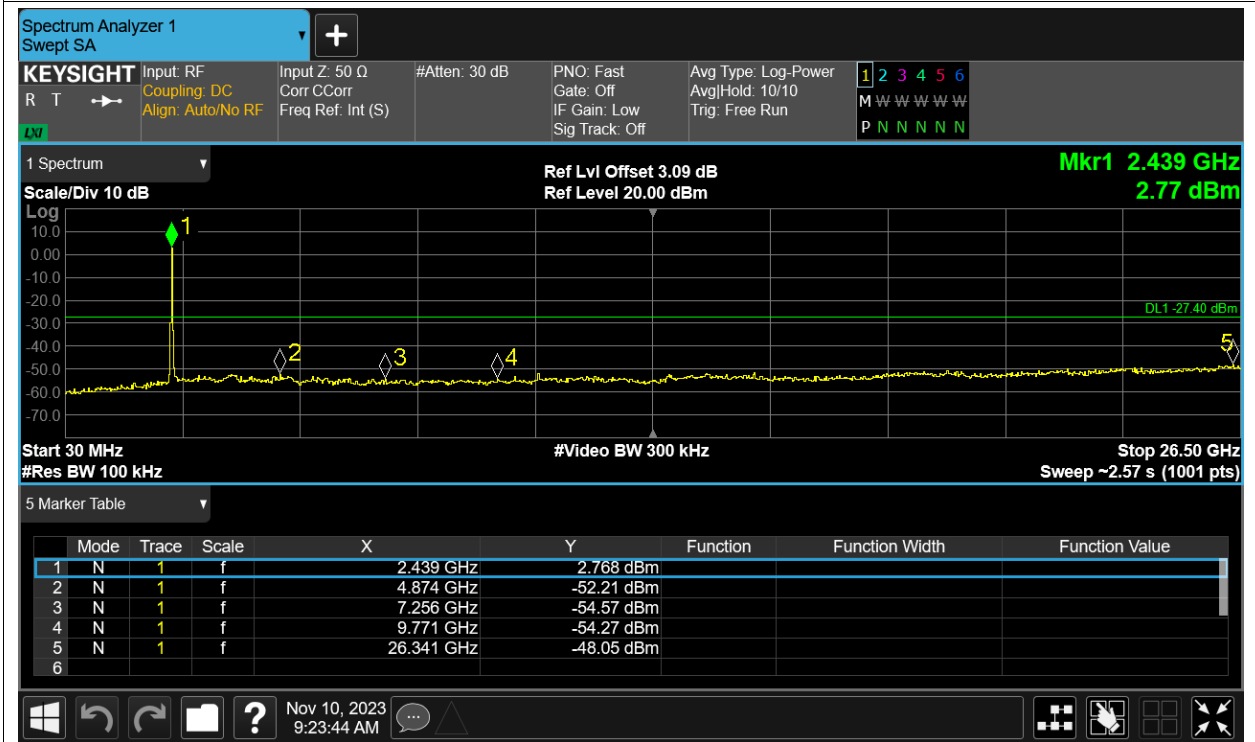 Spectrum Analyzer 1
Swept SA
KEYSIGHT
R T
LXI
Input: RF
Coupling: DC
Align: Auto/No RF
Input Z: 50 Ω
Corr CCorr
Freq Ref: Int (S)
#Atten: 30 dB
PNO: Fast
Gate: Off
IF Gain: Low
Sig Track: Off
Avg Type: Log-Power
Avg|Hold: 10/10
Trig: Free Run
1 2 3 4 5 6
M W W W W W
P N N N N N
1 Spectrum
Scale/Div 10 dB
Ref Lvl Offset 3.09 dB
Ref Level 20.00 dBm
Mkr1 2.439 GHz
2.77 dBm
Log
10.0
0.00
-10.0
-20.0
-30.0
-40.0
-50.0
-60.0
-70.0
1
2
3
4
5
DL1 -27.40 dBm
Start 30 MHz
#Video BW 300 kHz
Stop 26.50 GHz
#Res BW 100 kHz
Sweep ~2.57 s (1001 pts)
5 Marker Table
Mode Trace Scale X Y Function Function Width Function Value
1 N 1 f 2.439 GHz 2.768 dBm
2 N 1 f 4.874 GHz -52.21 dBm
3 N 1 f 7.256 GHz -54.57 dBm
4 N 1 f 9.771 GHz -54.27 dBm
5 N 1 f 26.341 GHz -48.05 dBm
6
?
Nov 10, 2023
9:23:44 AM